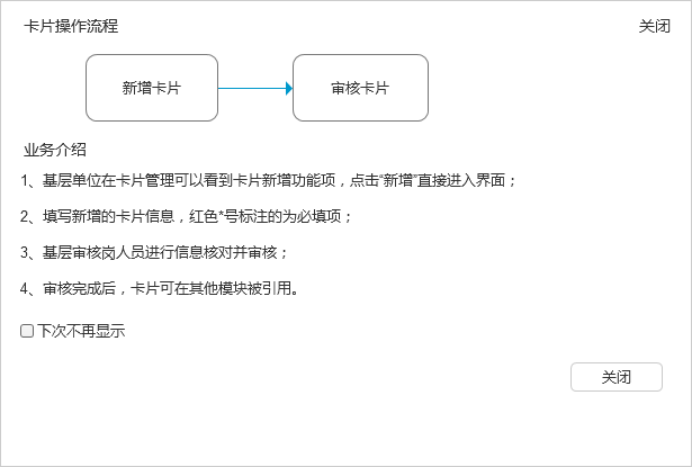 卡片操作流程 关闭
新增卡片 审核卡片
业务介绍
1、基层单位在卡片管理可以看到卡片新增功能项，点击“新增”直接进入界面；
2、填写新增的卡片信息，红色*号标注的为必填项；
3、基层审核岗人员进行信息核对并审核；
4、审核完成后，卡片可在其他模块被引用。
下次不再显示
关闭